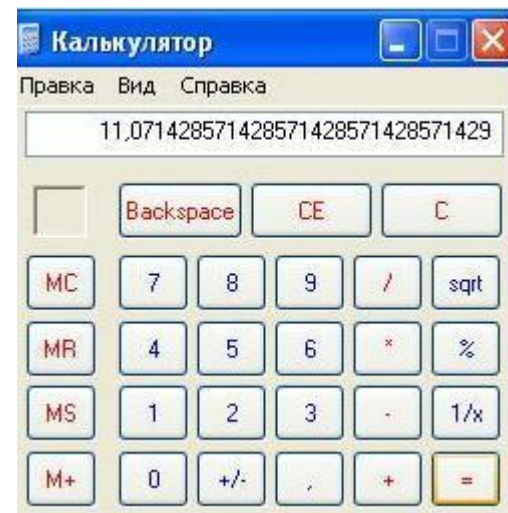 Калькулятор
Правка Вид Справка
11,071428571428571428571428571429
Backspace CE C
MC 7 8 9 / sqrt
MR 4 5 6 * %
MS 1 2 3 - 1/x
M+ 0 +/- , + =